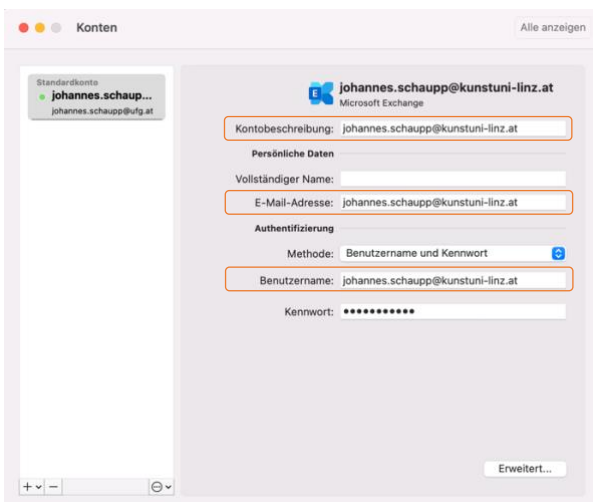 Konten
Alle anzeigen
Standardkonto
johannes.schaup...
johannes.schaupp@ufg.at
johannes.schaupp@kunstuni-linz.at
Microsoft Exchange
Kontobeschreibung: johannes.schaupp@kunstuni-linz.at
Persönliche Daten
Vollständiger Name:
E-Mail-Adresse: johannes.schaupp@kunstuni-linz.at
Authentifizierung
Methode: Benutzername und Kennwort
Benutzername: johannes.schaupp@kunstuni-linz.at
Kennwort: •••••••••••
Erweitert...